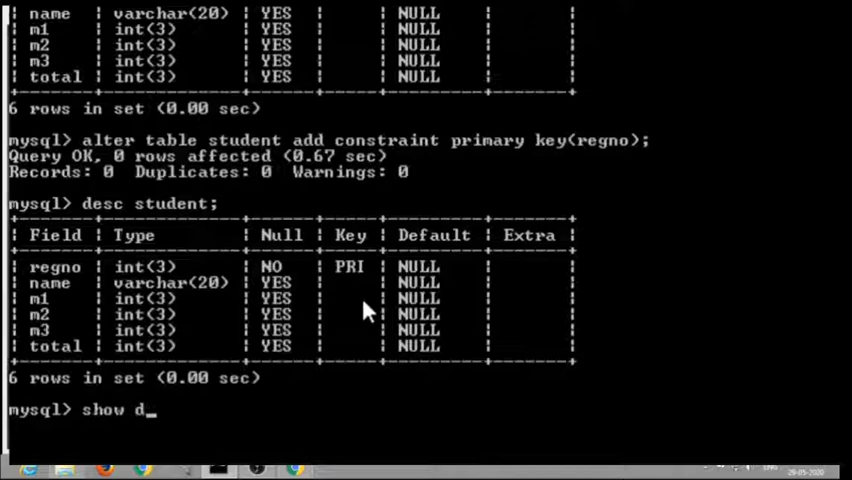 | name | varchar(20) | YES | | NULL | |
| m1 | int(3) | YES | | NULL | |
| m2 | int(3) | YES | | NULL | |
| m3 | int(3) | YES | | NULL | |
| total | int(3) | YES | | NULL | |
6 rows in set (0.00 sec)
mysql> alter table student add constraint primary key(regno);
Query OK, 0 rows affected (0.67 sec)
Records: 0 Duplicates: 0 Warnings: 0
mysql> desc student;
| Field | Type | Null | Key | Default | Extra |
| regno | int(3) | NO | PRI | NULL | |
| name | varchar(20) | YES | | NULL | |
| m1 | int(3) | YES | | NULL | |
| m2 | int(3) | YES | | NULL | |
| m3 | int(3) | YES | | NULL | |
| total | int(3) | YES | | NULL | |
6 rows in set (0.00 sec)
mysql> show d_
ENG
28-05-2020